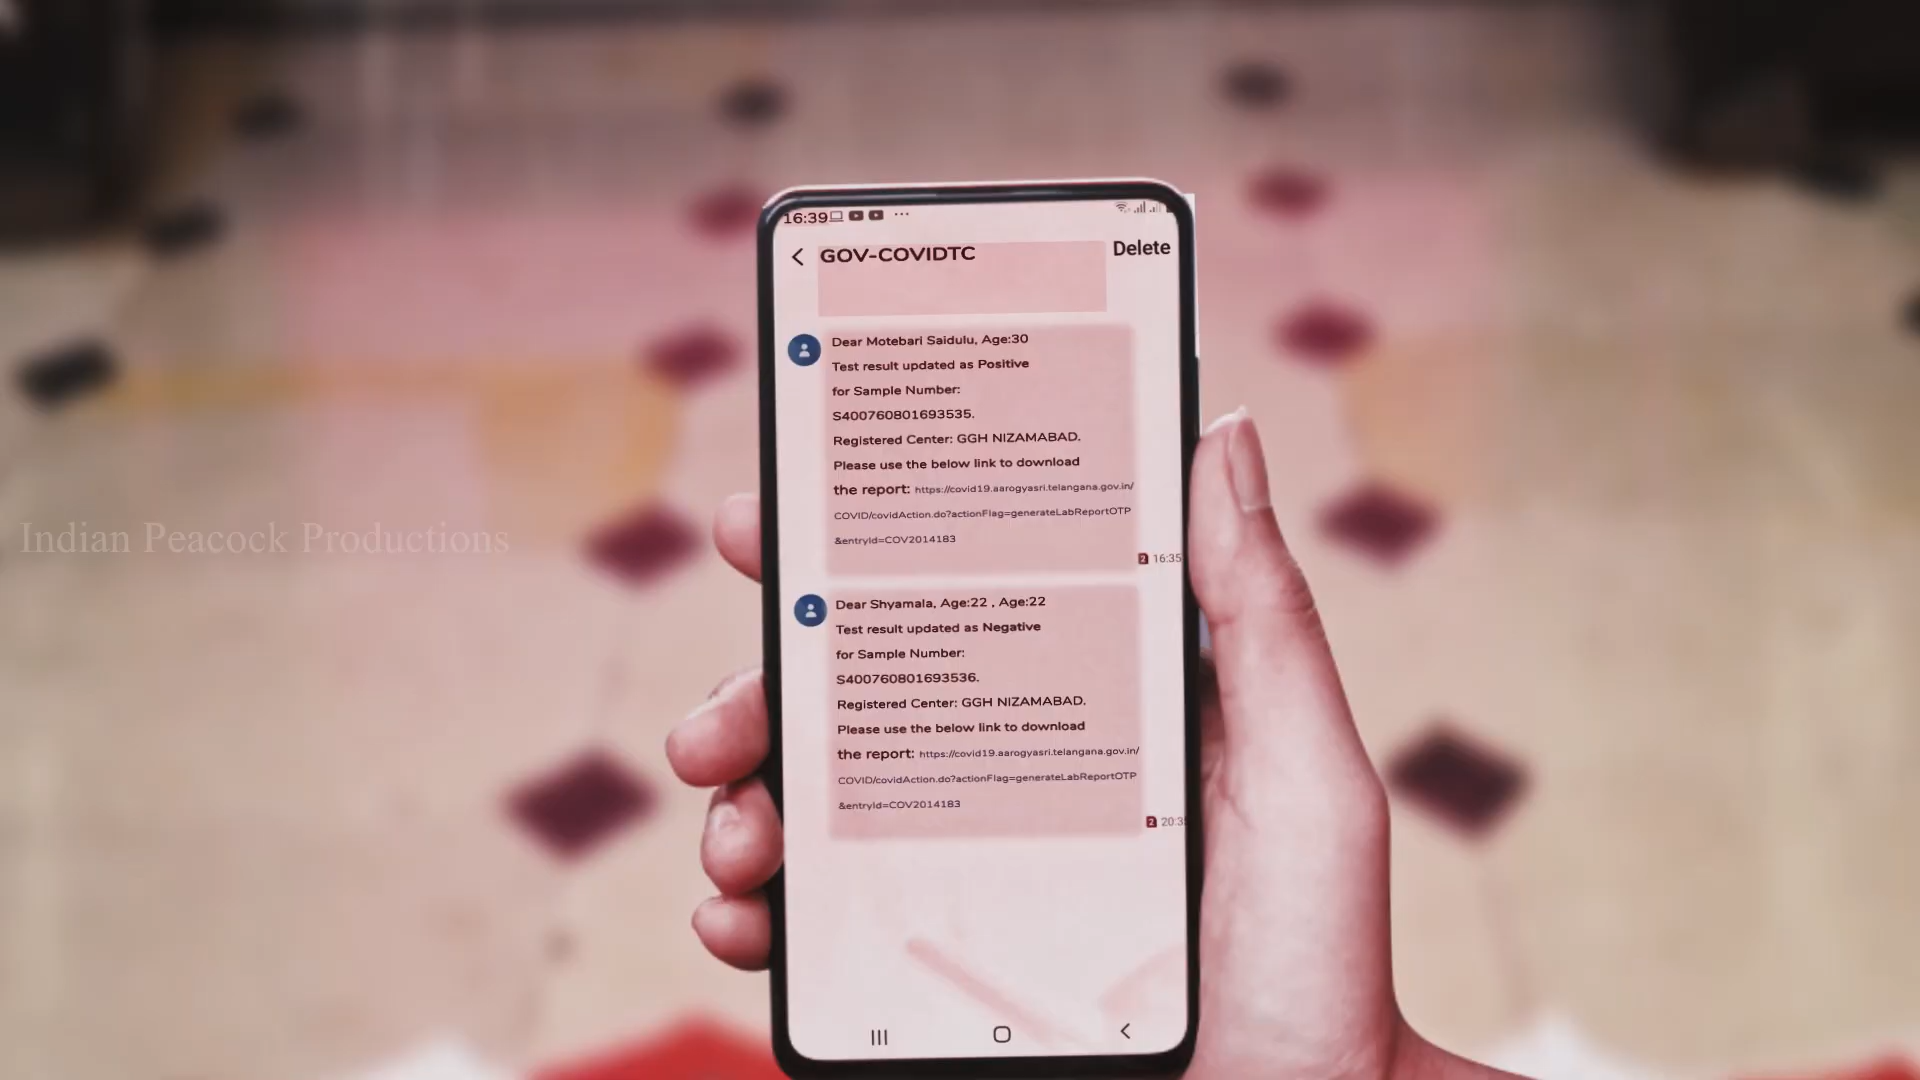 16:39
GOV-COVIDTC
Delete
Dear Motebari Saidulu, Age:30
Test result updated as Positive
for Sample Number:
S400760801693535.
Registered Center: GGH NIZAMABAD.
Please use the below link to download
the report: https://covid19.aarogyasri.telangana.gov.in/
COVID/covidAction.do?actionFlag=generateLabReportOTP
&entryId=COV2014183
2 16:35
Dear Shyamala, Age:22 , Age:22
Test result updated as Negative
for Sample Number:
S400760801693536.
Registered Center: GGH NIZAMABAD.
Please use the below link to download
the report: https://covid19.aarogyasri.telangana.gov.in/
COVID/covidAction.do?actionFlag=generateLabReportOTP
&entryId=COV2014183
2
Indian Peacock Productions